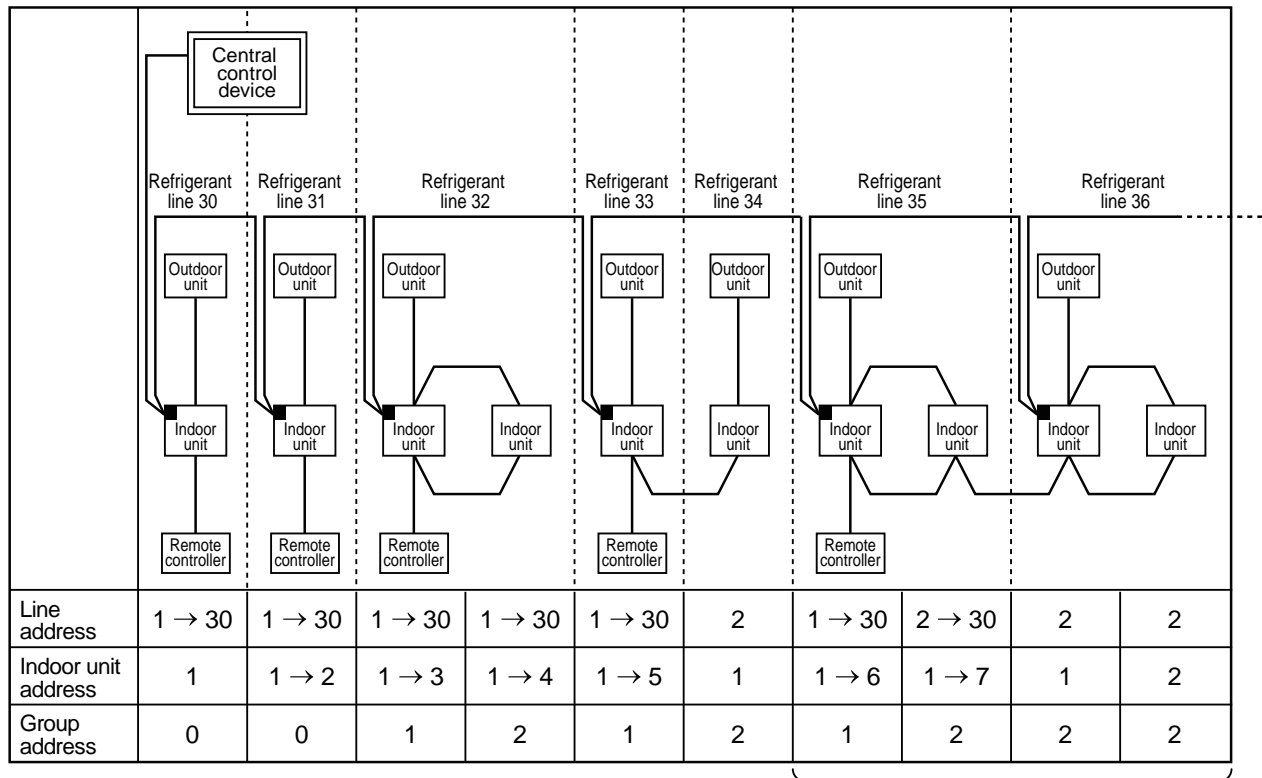 Central
control
device
Refrigerant
line 30
Refrigerant
line 31
Refrigerant
line 32
Refrigerant
line 33
Refrigerant
line 34
Refrigerant
line 35
Refrigerant
line 36
Outdoor
unit
Outdoor
unit
Outdoor
unit
Outdoor
unit
Outdoor
unit
Outdoor
unit
Outdoor
unit
Indoor
unit
Indoor
unit
Indoor
unit
Indoor
unit
Indoor
unit
Indoor
unit
Indoor
unit
Indoor
unit
Indoor
unit
Indoor
unit
Remote
controller
Remote
controller
Remote
controller
Remote
controller
Remote
controller
Line
address
1 → 30 1 → 30 1 → 30 1 → 30 1 → 30 2 1 → 30 2 → 30 2 2
Indoor unit
address
1 1 → 2 1 → 3 1 → 4 1 → 5 1 1 → 6 1 → 7 1 2
Group
address
0 0 1 2 1 2 1 2 2 2